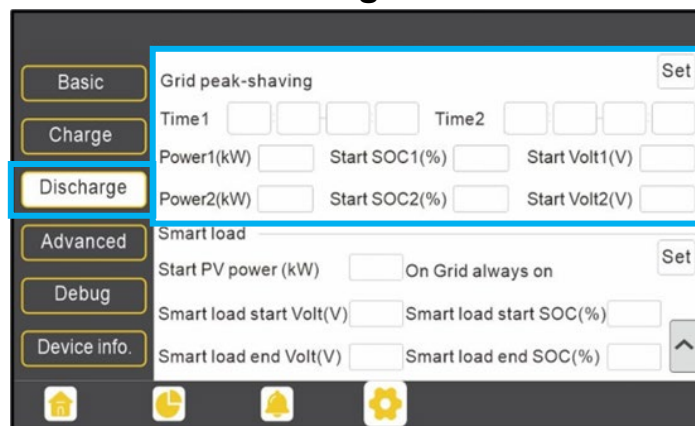 Basic
Charge
Discharge
Advanced
Debug
Device info.
Grid peak-shaving Set
Time1 Time2
Power1(kW) Start SOC1(%) Start Volt1(V)
Power2(kW) Start SOC2(%) Start Volt2(V)
Smart load
Start PV power (kW) On Grid always on Set
Smart load start Volt(V) Smart load start SOC(%)
Smart load end Volt(V) Smart load end SOC(%)